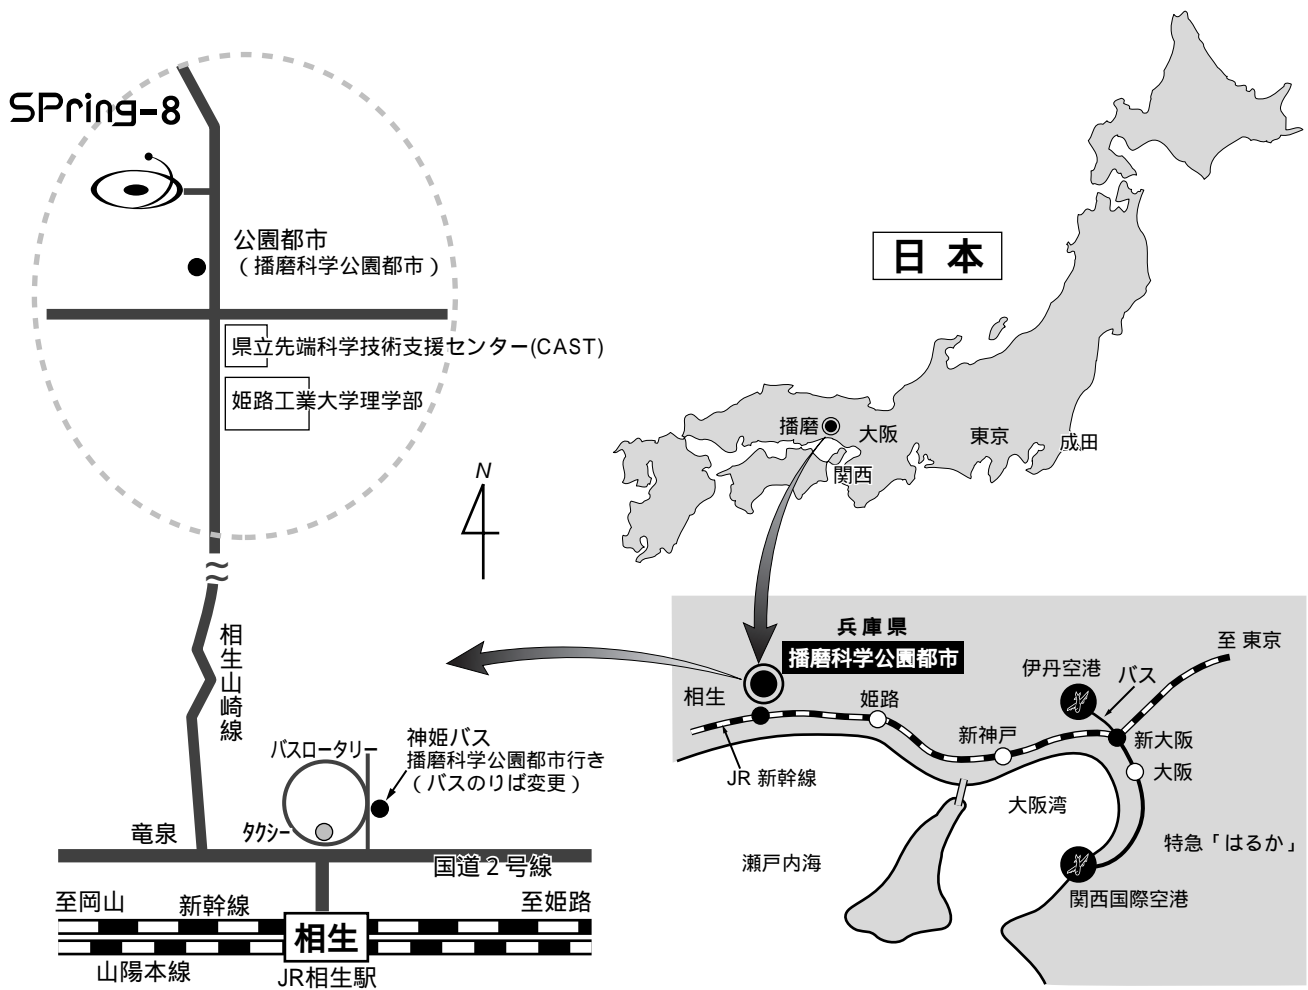 SPring-8
公園都市
（播磨科学公園都市）
県立先端科学技術支援センター(CAST)
姫路工業大学理学部
N
相生山崎線
バスロータリー
神姫バス
播磨科学公園都市行き
（バスのりば変更）
タクシー
竜泉
国道2号線
至岡山
新幹線
至姫路
相生
山陽本線
JR相生駅
日本
播磨
大阪
東京
成田
関西
兵庫県
播磨科学公園都市
至 東京
伊丹空港
バス
相生
姫路
新神戸
新大阪
JR 新幹線
大阪
大阪湾
特急「はるか」
瀬戸内海
関西国際空港